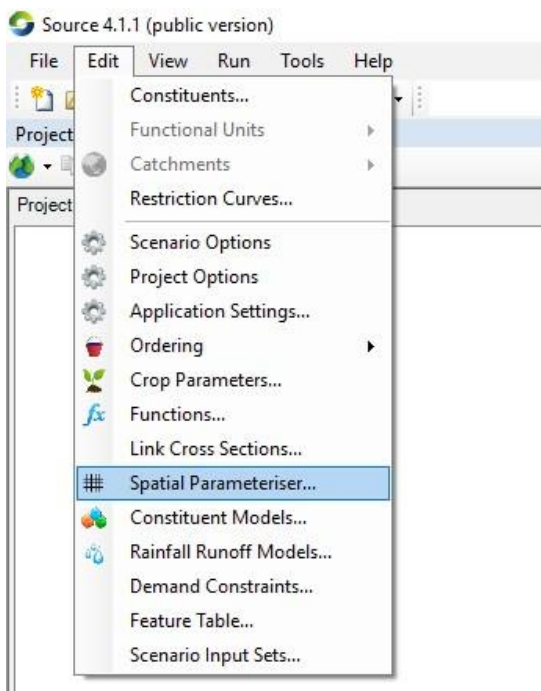 Source 4.1.1 (public version)
File Edit View Run Tools Help
Constituents...
Project
Functional Units
Catchments
Project
Restriction Curves...
Scenario Options
Project Options
Application Settings...
Ordering
Crop Parameters...
fx Functions...
Link Cross Sections...
Spatial Parameteriser...
Constituent Models...
Rainfall Runoff Models...
Demand Constraints...
Feature Table...
Scenario Input Sets...